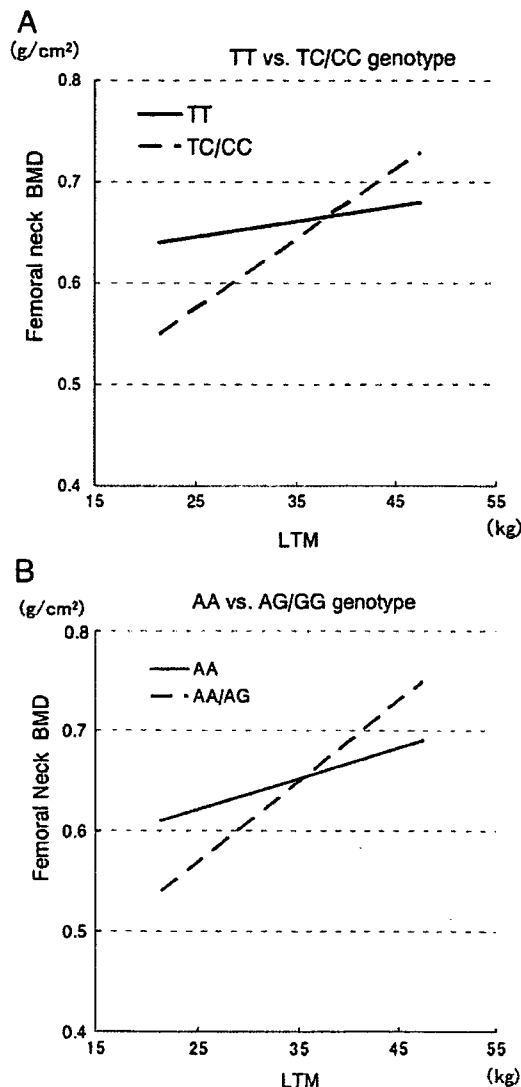 A
(g/cm²)
TT vs. TC/CC genotype
0.8
TT
TC/CC
0.7
0.6
0.5
0.4
Femoral neck BMD
15 25 35 45 55
LTM
(kg)
B
(g/cm²)
AA vs. AG/GG genotype
0.8
AA
AA/AG
0.7
0.6
0.5
0.4
Femoral Neck BMD
15 25 35 45 55
LTM
(kg)